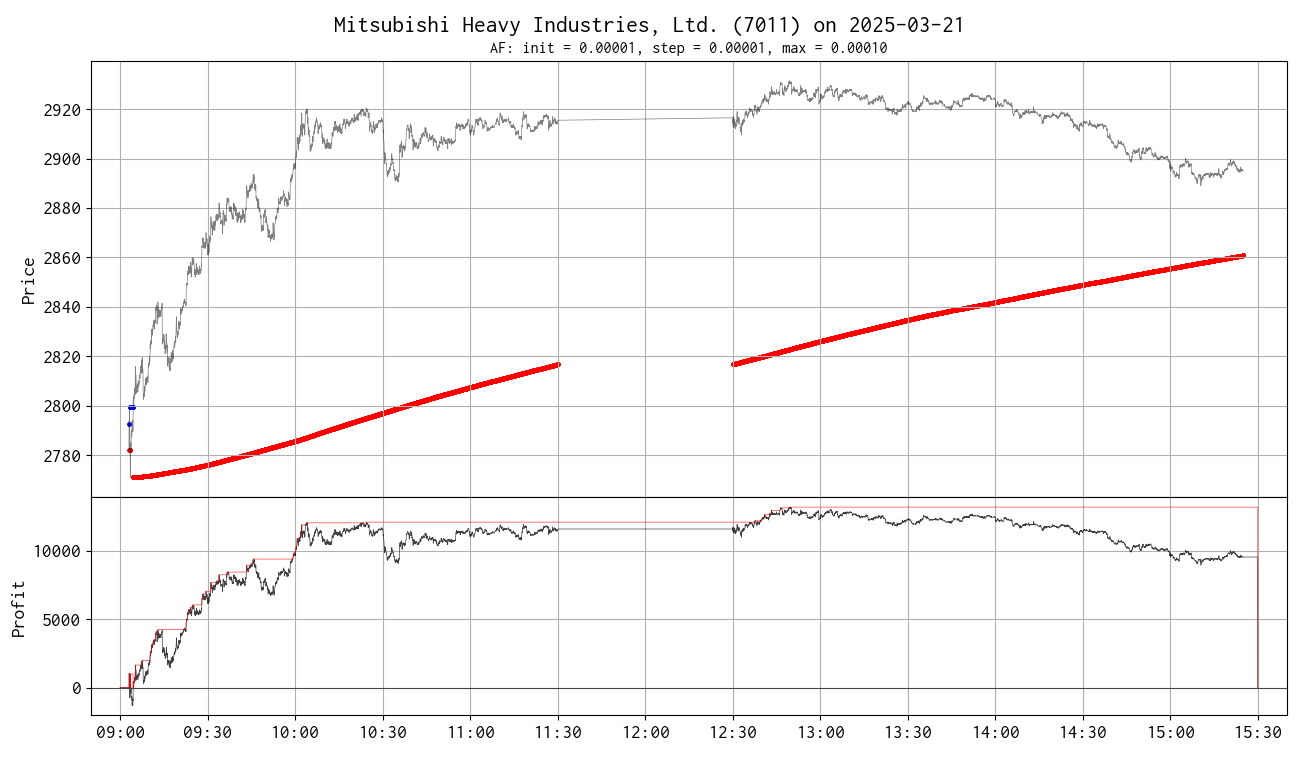 Mitsubishi Heavy Industries, Ltd. (7011) on 2025-03-21
AF: init = 0.00001, step = 0.00001, max = 0.00010
Price
2920
2900
2880
2860
2840
2820
2800
2780
Profit
10000
5000
0
09:00 09:30 10:00 10:30 11:00 11:30 12:00 12:30 13:00 13:30 14:00 14:30 15:00 15:30